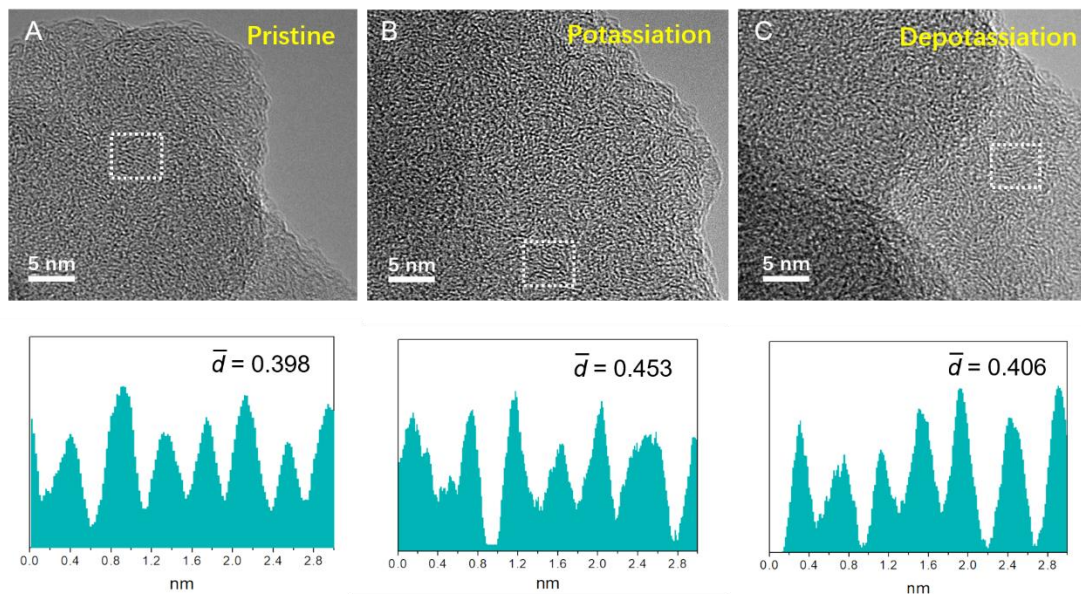 A
Pristine
5 nm
B
Potassiation
5 nm
C
Depotassiation
5 nm
d̅ = 0.398
0.0 0.4 0.8 1.2 1.6 2.0 2.4 2.8
nm
d̅ = 0.453
0.0 0.4 0.8 1.2 1.6 2.0 2.4 2.8
nm
d̅ = 0.406
0.0 0.4 0.8 1.2 1.6 2.0 2.4 2.8
nm